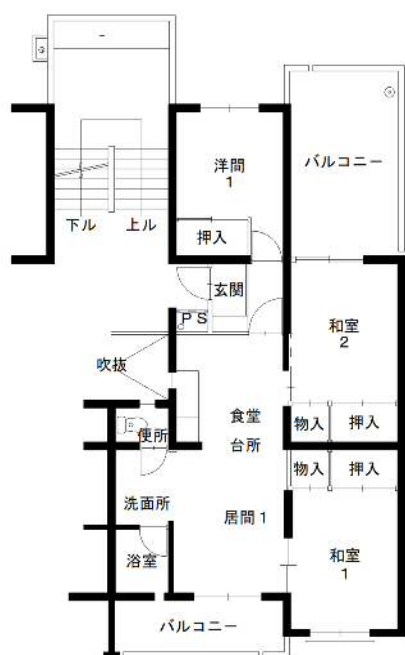 洋間
1
バルコニー
下ル
上ル
押入
玄関
PS
和室
2
吹抜
食堂
台所
物入
押入
便所
物入
押入
洗面所
居間1
浴室
和室
1
バルコニー